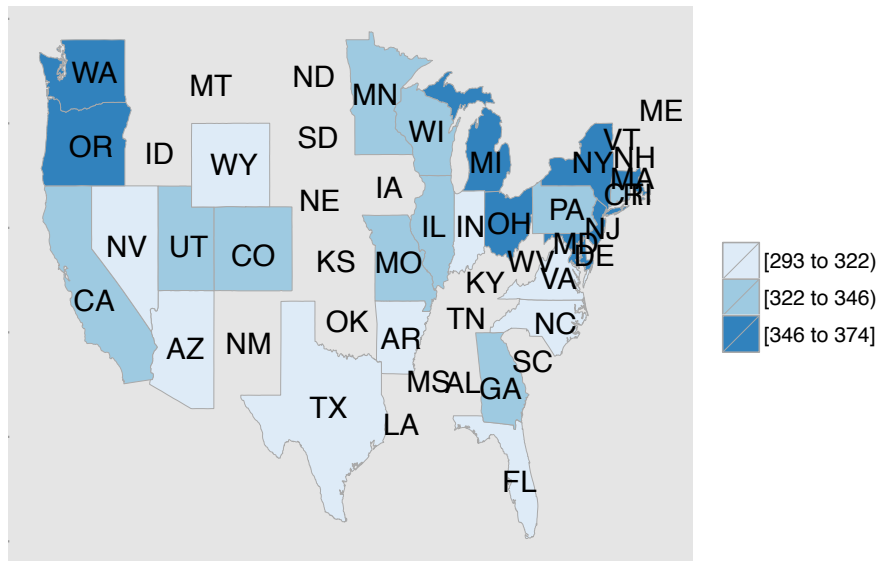 WA
MT
ND
MN
ME
OR
ID
SD
WI
VT
NH
WY
MI
NY
MA
NE
IA
CT
RI
PA
NV
UT
CO
IL
IN
OH
NJ
KS
MO
WV
MD
DE
KY
VA
CA
OK
TN
NC
AZ
NM
AR
SC
MS
AL
GA
TX
LA
FL
[293 to 322)
[322 to 346)
[346 to 374]